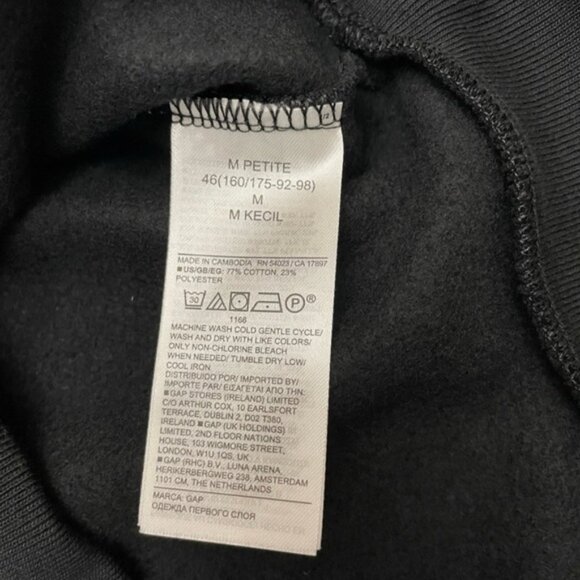 12
M PETITE
46(160/175-92-98)
M
M KECIL
MADE IN CAMBODIA RN 54023 / CA 17897
■US/GB/EG: 77% COTTON, 23%
POLYESTER
30 P ®
1166
MACHINE WASH COLD GENTLE CYCLE/
WASH AND DRY WITH LIKE COLORS/
ONLY NON-CHLORINE BLEACH
WHEN NEEDED/ TUMBLE DRY LOW/
COOL IRON
DISTRIBUIDO POR/ IMPORTED BY/
IMPORTE PAR/ ΕΙΣΑΓΕΤΑΙ ΑΠΟ ΤΗΝ:
■GAP STORES (IRELAND) LIMITED
C/O ARTHUR COX, 10 EARLSFORT
TERRACE, DUBLIN 2, D02 T380,
IRELAND ■GAP (UK HOLDINGS)
LIMITED, 2ND FLOOR NATIONS
HOUSE, 103 WIGMORE STREET,
LONDON, W1U 1QS, UK
■GAP (RHC) B.V., LUNA ARENA,
HERIKERBERGWEG 238, AMSTERDAM
1101 CM, THE NETHERLANDS
MARCA: GAP
ОДЕЖДА ПЕРВОГО СЛОЯ